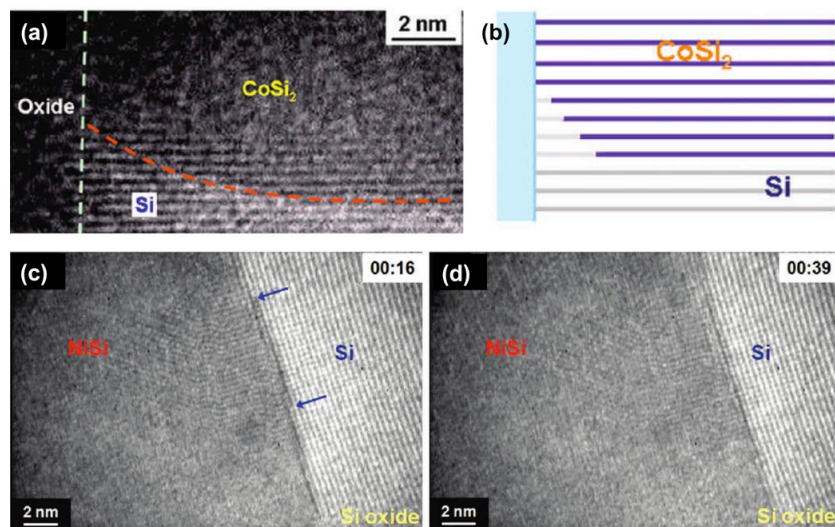 (a)
2 nm
Oxide
CoSi₂
Si
(b)
CoSi₂
Si
(c)
00:16
NiSi
Si
2 nm
Si oxide
(d)
00:39
NiSi
Si
2 nm
Si oxide